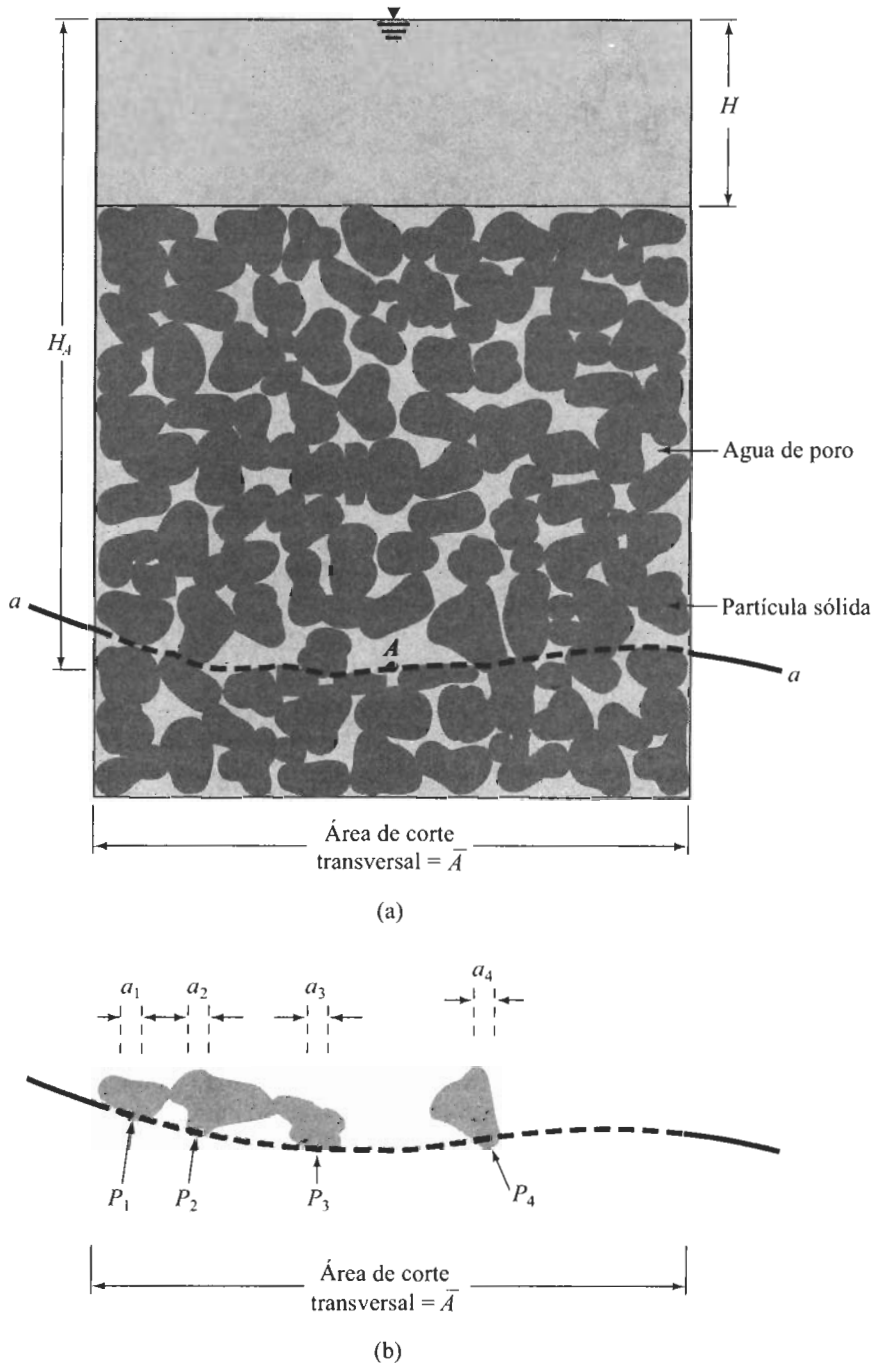 H
H_A
Agua de poro
Partícula sólida
a
A
a
Área de corte
transversal = A̅
(a)
a₁
a₂
a₃
a₄
P₁
P₂
P₃
P₄
Área de corte
transversal = A̅
(b)